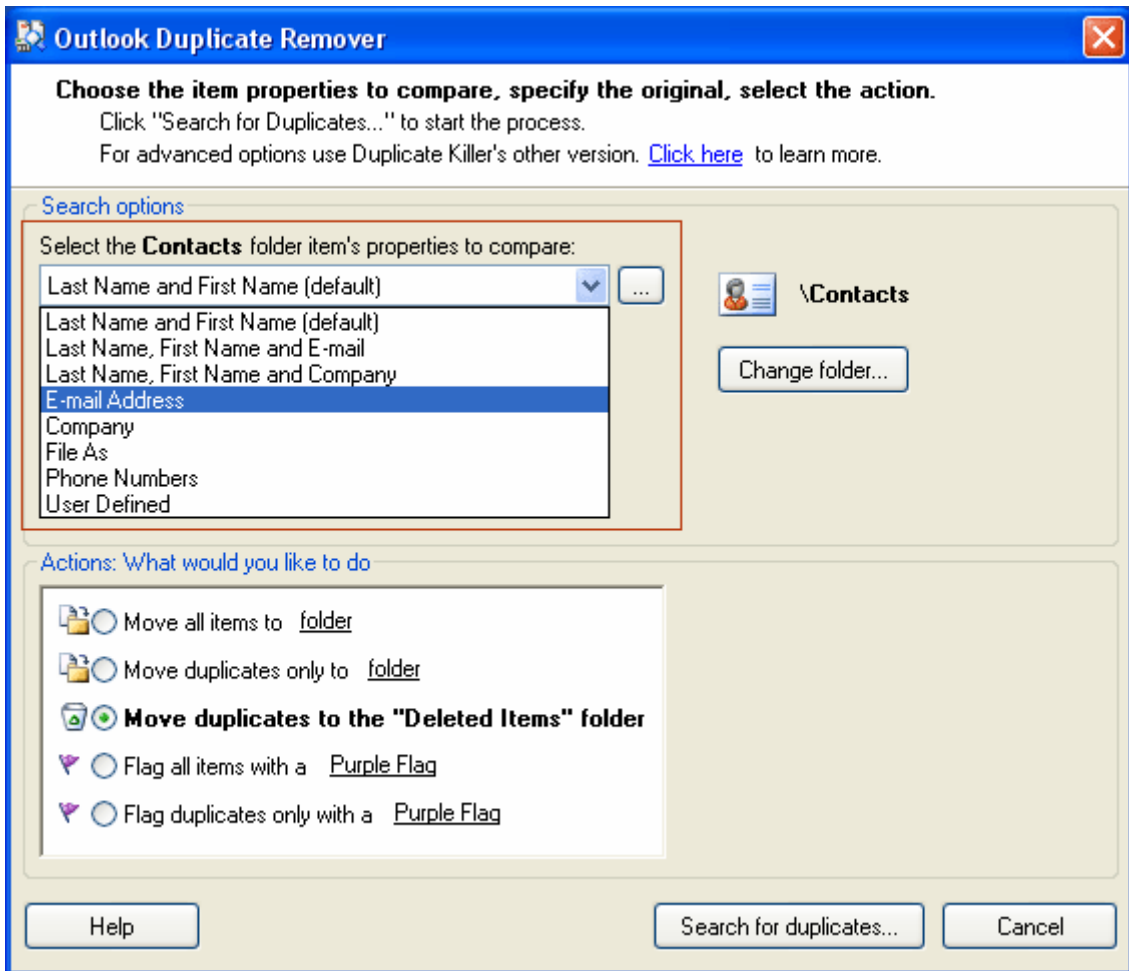 Outlook Duplicate Remover
Choose the item properties to compare, specify the original, select the action.
Click "Search for Duplicates..." to start the process.
For advanced options use Duplicate Killer's other version. Click here to learn more.
Search options
Select the Contacts folder item's properties to compare:
Last Name and First Name (default)
...
\Contacts
Last Name and First Name (default)
Last Name, First Name and E-mail
Last Name, First Name and Company
Change folder...
E-mail Address
Company
File As
Phone Numbers
User Defined
Actions: What would you like to do
Move all items to folder
Move duplicates only to folder
Move duplicates to the "Deleted Items" folder
Flag all items with a Purple Flag
Flag duplicates only with a Purple Flag
Help
Search for duplicates...
Cancel